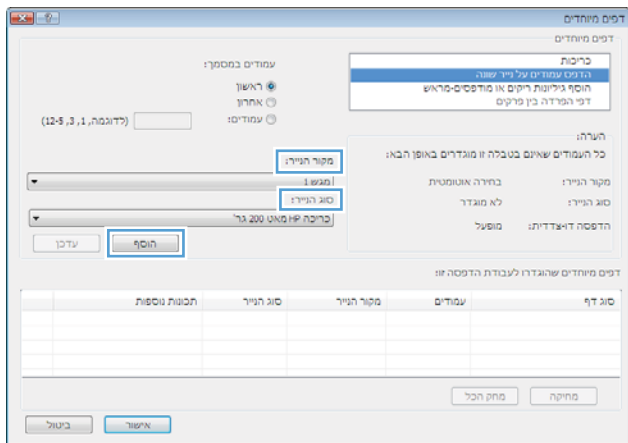 דפים מיוחדים
דפים מיוחדים
כריכות
הדפס עמודים על נייר שונה
הוסף גיליונות ריקים או מודפסים-מראש
דפי הפרדה בין פרקים
עמודים במסמך:
ראשון
אחרון
עמודים:
(לדוגמה, 1, 3, 12-5)
הערה:
כל העמודים שאינם בטבלה זו מוגדרים באופן הבא:
מקור הנייר: בחירה אוטומטית
סוג הנייר: לא מוגדר
הדפסה דו-צדדית: מופעל
מקור הנייר:
מגש 1
סוג הנייר:
כריכה HP מאט 200 גר'
הוסף
עדכן
דפים מיוחדים שהוגדרו לעבודת הדפסה זו:
סוג דף עמודים מקור הנייר סוג הנייר תכונות נוספות
מחיקה
מחק הכל
אישור
ביטול